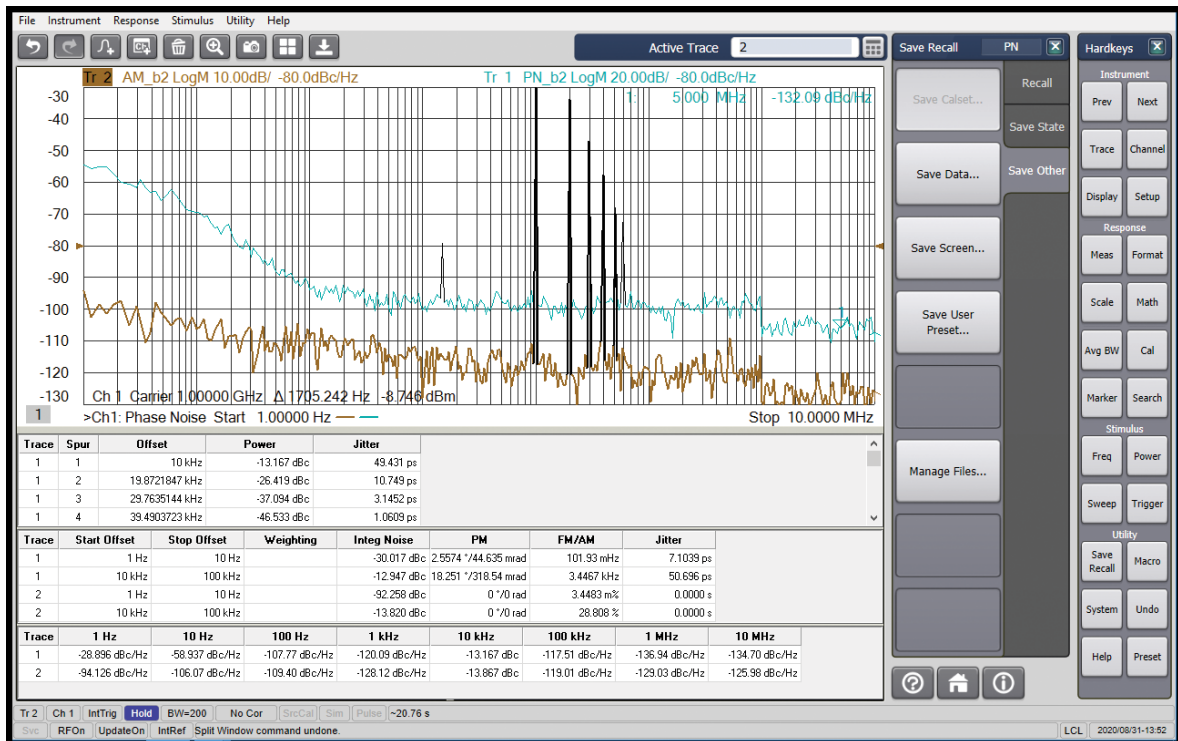 File Instrument Response Stimulus Utility Help
Active Trace 2
Save Recall PN X
Hardkeys X
Tr 2 AM_b2 LogM 10.00dB/ -80.0dBc/Hz
Tr 1 PN_b2 LogM 20.00dB/ -80.0dBc/Hz
1: 5.000 MHz -132.09 dBc/Hz
-30
-40
-50
-60
-70
-80
-90
-100
-110
-120
-130
Ch 1 Carrier 1.00000 GHz Δ 1705.242 Hz -8.746 dBm
1 >Ch1: Phase Noise Start 1.00000 Hz
Stop 10.0000 MHz
Trace Spur Offset Power Jitter
1 1 10 kHz -13.167 dBc 49.431 ps
1 2 19.8721847 kHz -26.419 dBc 10.749 ps
1 3 29.7635144 kHz -37.094 dBc 3.1452 ps
1 4 39.4903723 kHz -46.533 dBc 1.0609 ps
Trace Start Offset Stop Offset Weighting Integ Noise PM FM/AM Jitter
1 1 Hz 10 Hz -30.017 dBc 2.5574 °/44.635 mrad 101.93 mHz 7.1039 ps
1 10 kHz 100 kHz -12.947 dBc 18.251 °/318.54 mrad 3.4467 kHz 50.696 ps
2 1 Hz 10 Hz -92.258 dBc 0 °/0 rad 3.4483 m% 0.0000 s
2 10 kHz 100 kHz -13.820 dBc 0 °/0 rad 28.808 % 0.0000 s
Trace 1 Hz 10 Hz 100 Hz 1 kHz 10 kHz 100 kHz 1 MHz 10 MHz
1 -28.896 dBc/Hz -58.937 dBc/Hz -107.77 dBc/Hz -120.09 dBc/Hz -13.167 dBc -117.51 dBc/Hz -136.94 dBc/Hz -134.70 dBc/Hz
2 -94.126 dBc/Hz -106.07 dBc/Hz -109.40 dBc/Hz -128.12 dBc/Hz -13.867 dBc -119.01 dBc/Hz -129.03 dBc/Hz -125.98 dBc/Hz
Save Calset...
Save Data...
Save Screen...
Save User
Preset...
Manage Files...
Recall
Save State
Save Other
Instrument
Prev Next
Trace Channel
Display Setup
Response
Meas Format
Scale Math
Avg BW Cal
Marker Search
Stimulus
Freq Power
Sweep Trigger
Utility
Save
Recall
Macro
System Undo
Help Preset
Tr 2 Ch 1 IntTrig Hold BW=200 No Cor SrcCal Sim Pulse ~20.76 s
Svc RFOn UpdateOn IntRef Split Window command undone.
LCL 2020/08/31-13:52